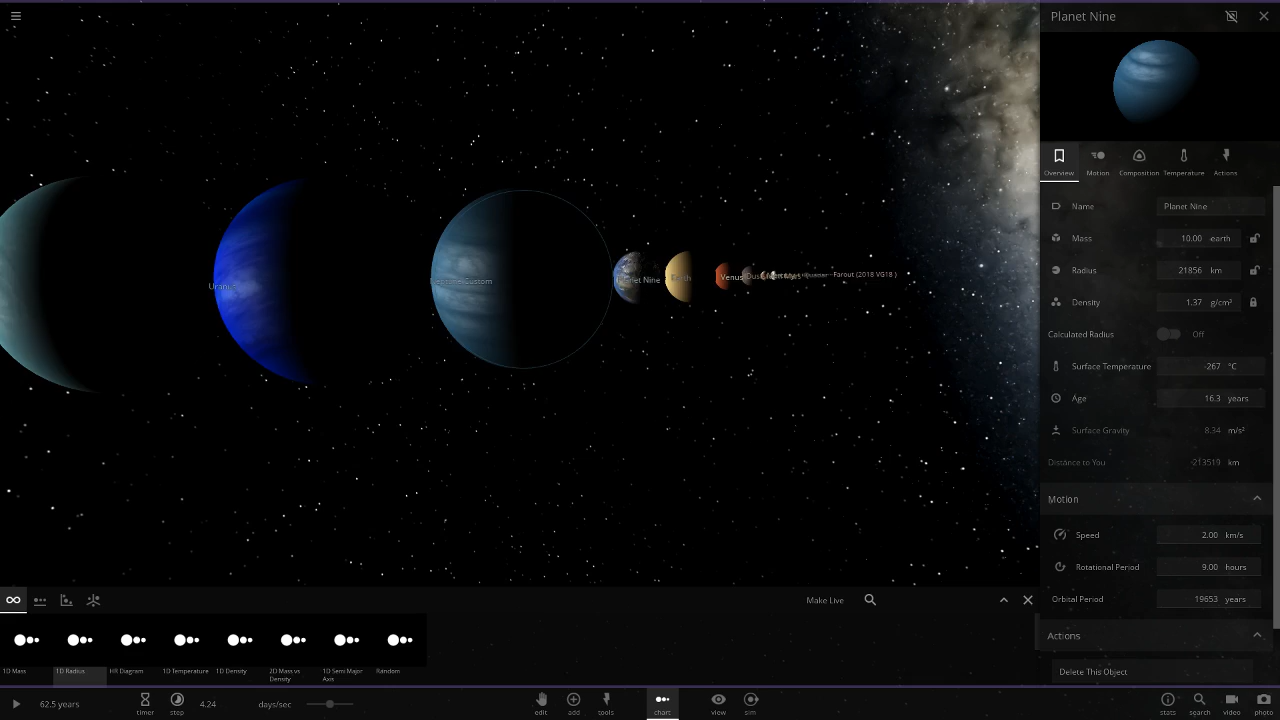 Planet Nine
Uranus
Planet Nine
Earth
Venus
Farout (2018 VG18 )
Overview
Motion
Composition
Temperature
Actions
Name
Planet Nine
Mass
10.00 earth
Radius
21856 km
Density
1.37 g/cm³
Calculated Radius
Off
Surface Temperature
-267 °C
Age
16.3 years
Surface Gravity
8.34 m/s²
Distance to You
-213519 km
Motion
Speed
2.00 km/s
Rotational Period
9.00 hours
Orbital Period
19653 years
Actions
Delete This Object
Make Live
1D Mass
1D Radius
HR Diagram
1D Temperature
1D Density
2D Mass vs
Density
1D Semi Major
Axis
Random
62.5 years
timer
step
4.24
days/sec
edit
add
tools
chart
view
sim
stats
search
video
photo